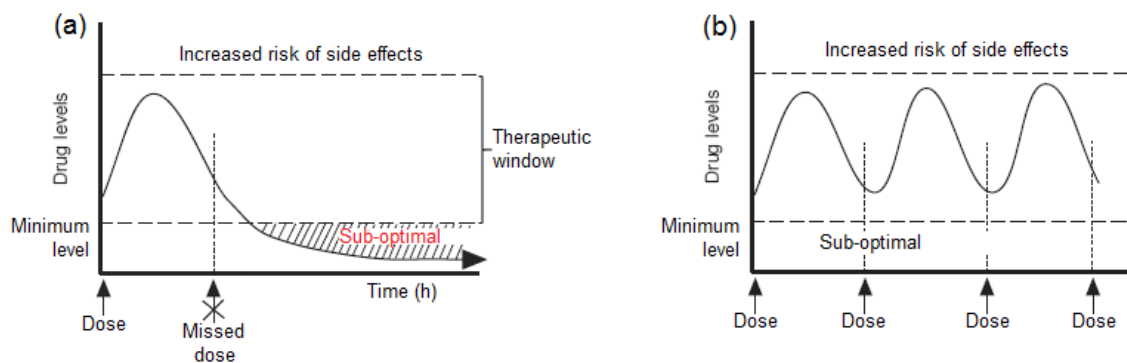 (a)
Increased risk of side effects
Drug levels
Therapeutic
window
Minimum
level
Sub-optimal
Time (h)
Dose
Missed
dose
(b)
Increased risk of side effects
Drug levels
Minimum
level
Sub-optimal
Dose
Dose
Dose
Dose